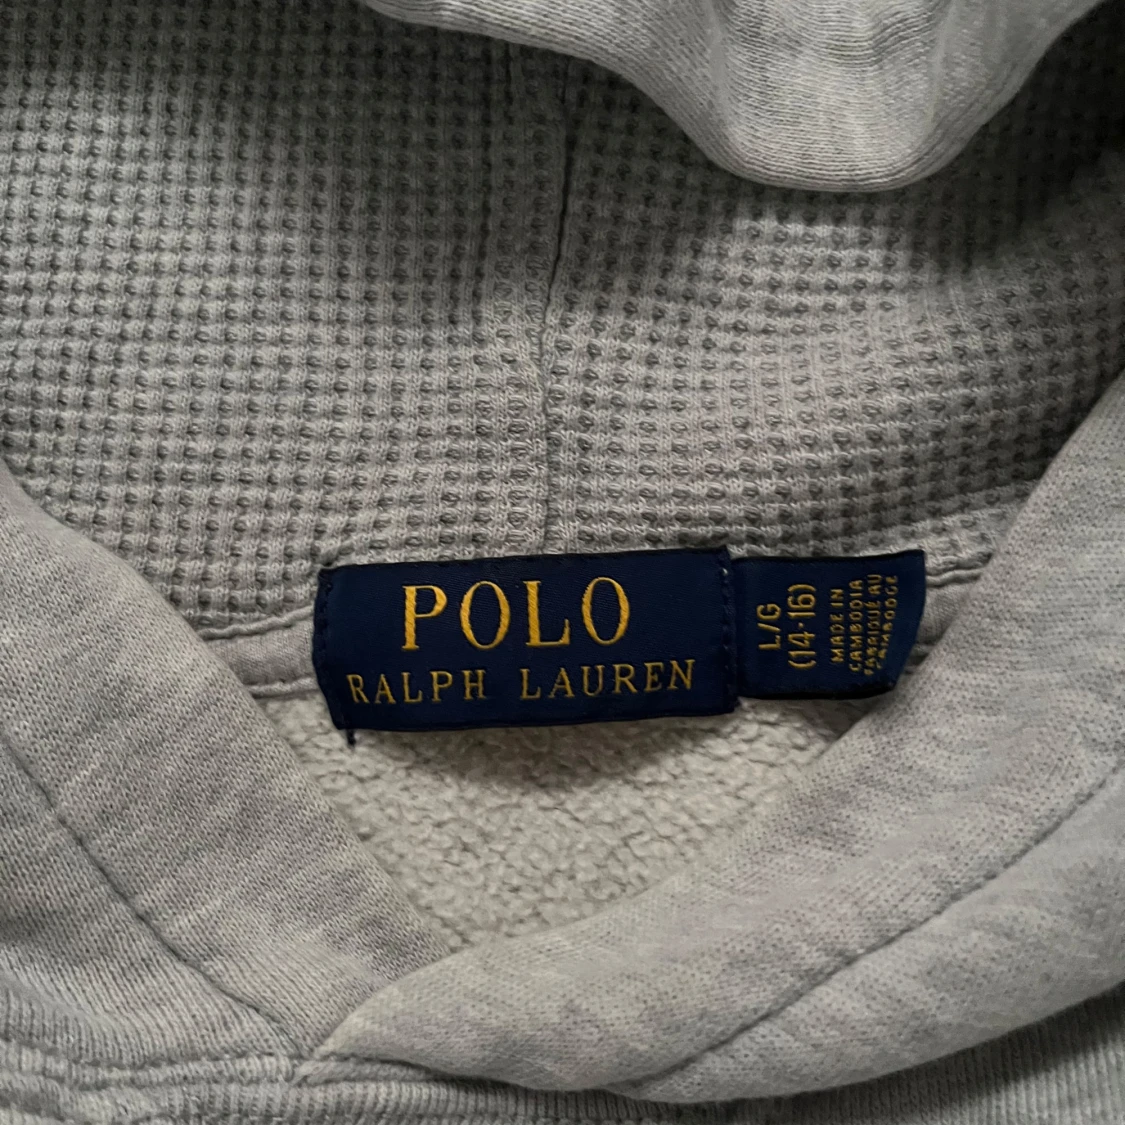 POLO
RALPH LAUREN
L/G
(14-16)
MADE IN
CAMBODIA
FABRIQUÉ AU
CAMBODGE